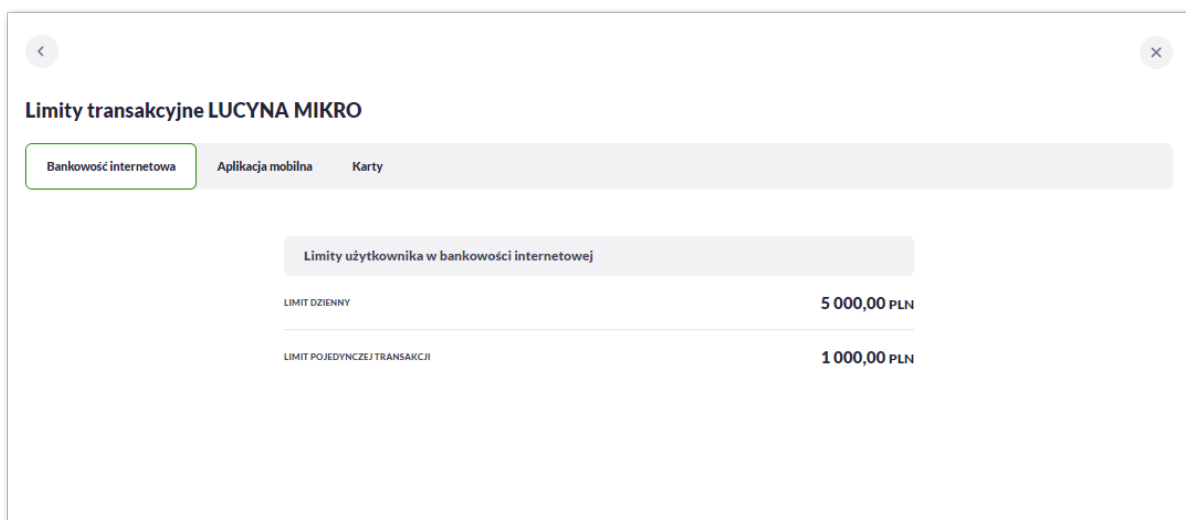 Limity transakcyjne LUCYNA MIKRO
Bankowość internetowa Aplikacja mobilna Karty
Limity użytkownika w bankowości internetowej
LIMIT DZIENNY 5 000,00 PLN
LIMIT POJEDYNCZEJ TRANSAKCJI 1 000,00 PLN